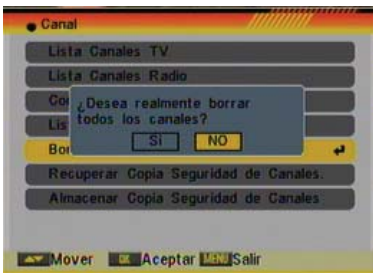 Canal
Lista Canales TV
Lista Canales Radio
Co
¿Desea realmente borrar
todos los canales?
Lis
Si NO
Bor
Recuperar Copia Seguridad de Canales.
Almacenar Copia Seguridad de Canales
Mover OK Aceptar MENU Salir